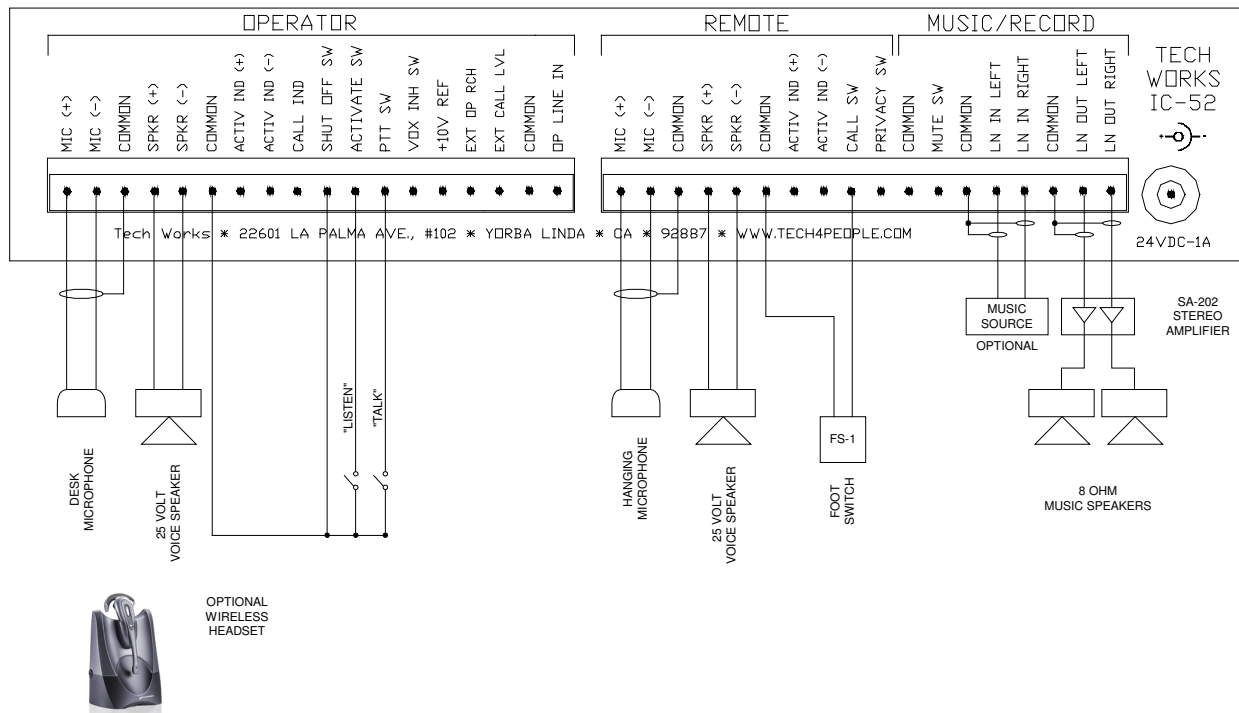 OPERATOR
REMOTE
MUSIC/RECORD
MIC (+)
MIC (-)
COMMON
SPKR (+)
SPKR (-)
COMMON
ACTIV IND (+)
ACTIV IND (-)
CALL IND
SHUT OFF SW
ACTIVATE SW
PTT SW
VOX INH SW
+10V REF
EXT OP RCH
EXT CALL LVL
COMMON
OP LINE IN
MIC (+)
MIC (-)
COMMON
SPKR (+)
SPKR (-)
COMMON
ACTIV IND (+)
ACTIV IND (-)
CALL SW
PRIVACY SW
COMMON
MUTE SW
COMMON
LN IN LEFT
LN IN RIGHT
COMMON
LN OUT LEFT
LN OUT RIGHT
TECH
WORKS
IC-52
+ -
24VDC-1A
Tech Works * 22601 LA PALMA AVE., #102 * YORBA LINDA * CA * 92887 * WWW.TECH4PEOPLE.COM
DESK
MICROPHONE
25 VOLT
VOICE SPEAKER
"LISTEN"
"TALK"
HANGING
MICROPHONE
25 VOLT
VOICE SPEAKER
FS-1
FOOT
SWITCH
MUSIC
SOURCE
OPTIONAL
SA-202
STEREO
AMPLIFIER
8 OHM
MUSIC SPEAKERS
OPTIONAL
WIRELESS
HEADSET